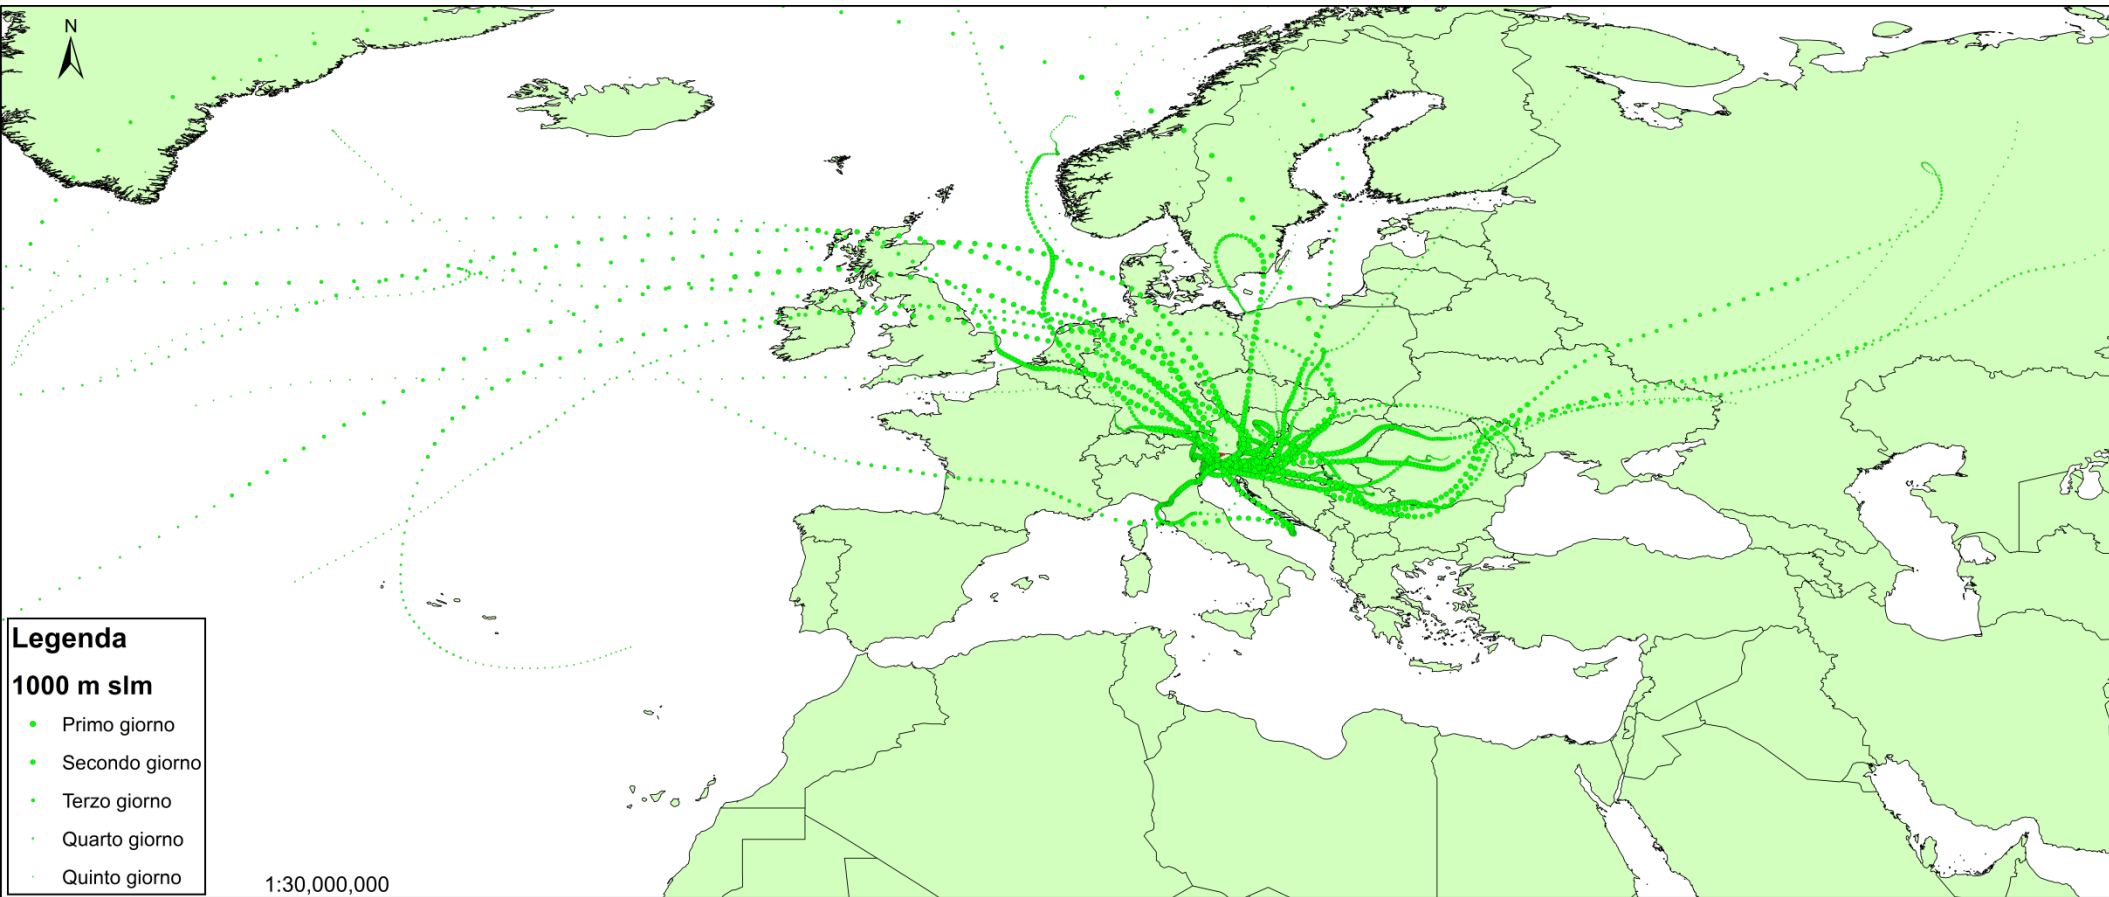 N
Legenda
1000 m slm
Primo giorno
Secondo giorno
Terzo giorno
Quarto giorno
Quinto giorno
1:30,000,000